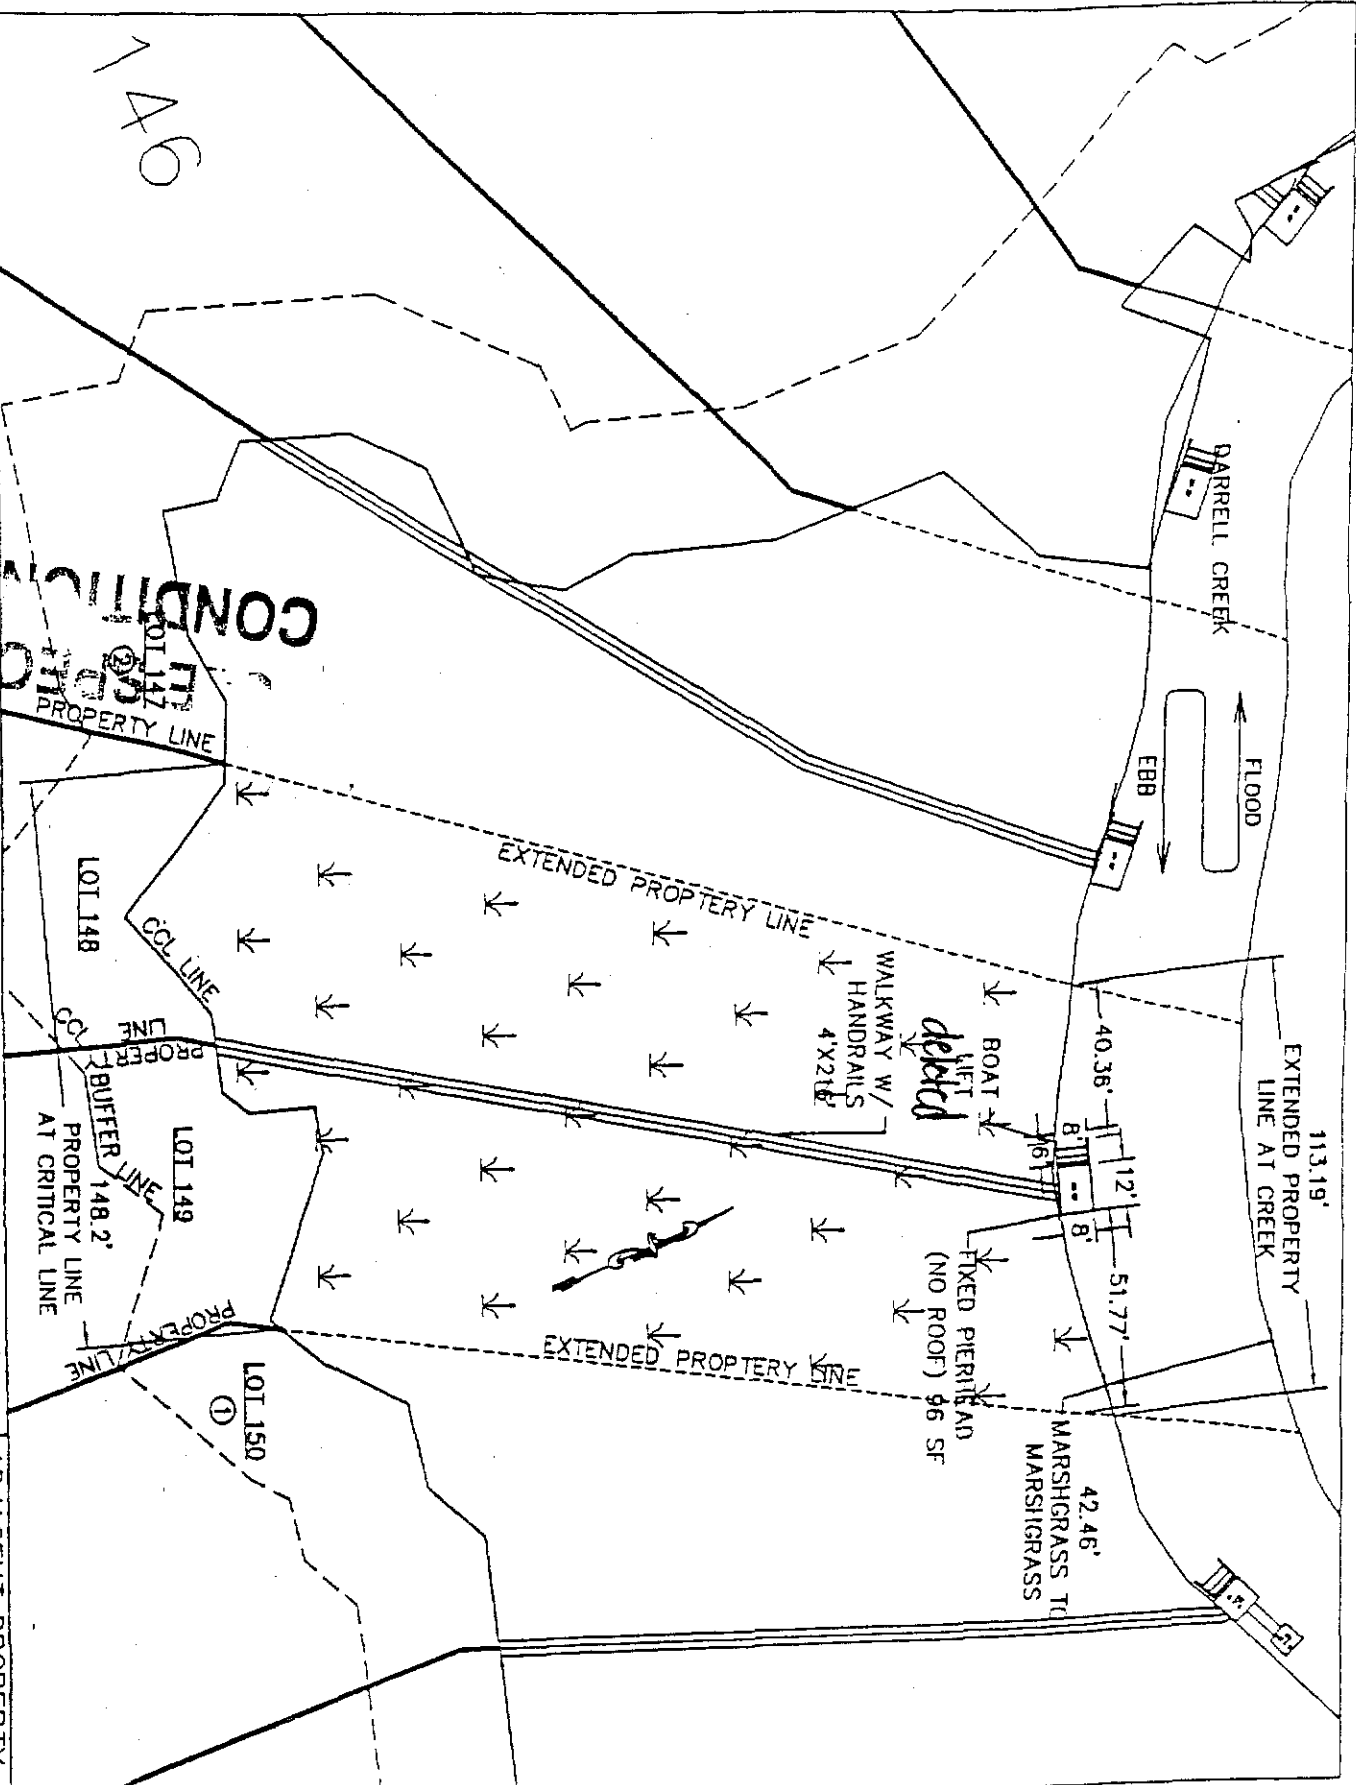 146
DARRELL CREEK
FLOOD
EBB
113.19'
EXTENDED PROPERTY
LINE AT CREEK
40.36'
8'
12'
8'
51.77'
16'
BOAT
LIFT
deleted
WALKWAY W/
HANDRAILS
4'X216'
FIXED PIERHEAD
(NO ROOF) 96 SF
42.46'
MARSHGRASS TO
MARSHGRASS
EXTENDED PROPTERY LINE
EXTENDED PROPTERY LINE
CONDITION
LOT 147
②
PROPERTY LINE
LOT 148
CCL LINE
PROPERTY
LINE
CCL BUFFER LINE
LOT 149
148.2'
PROPERTY LINE
AT CRITICAL LINE
PROPERTY
LINE
LOT 150
①